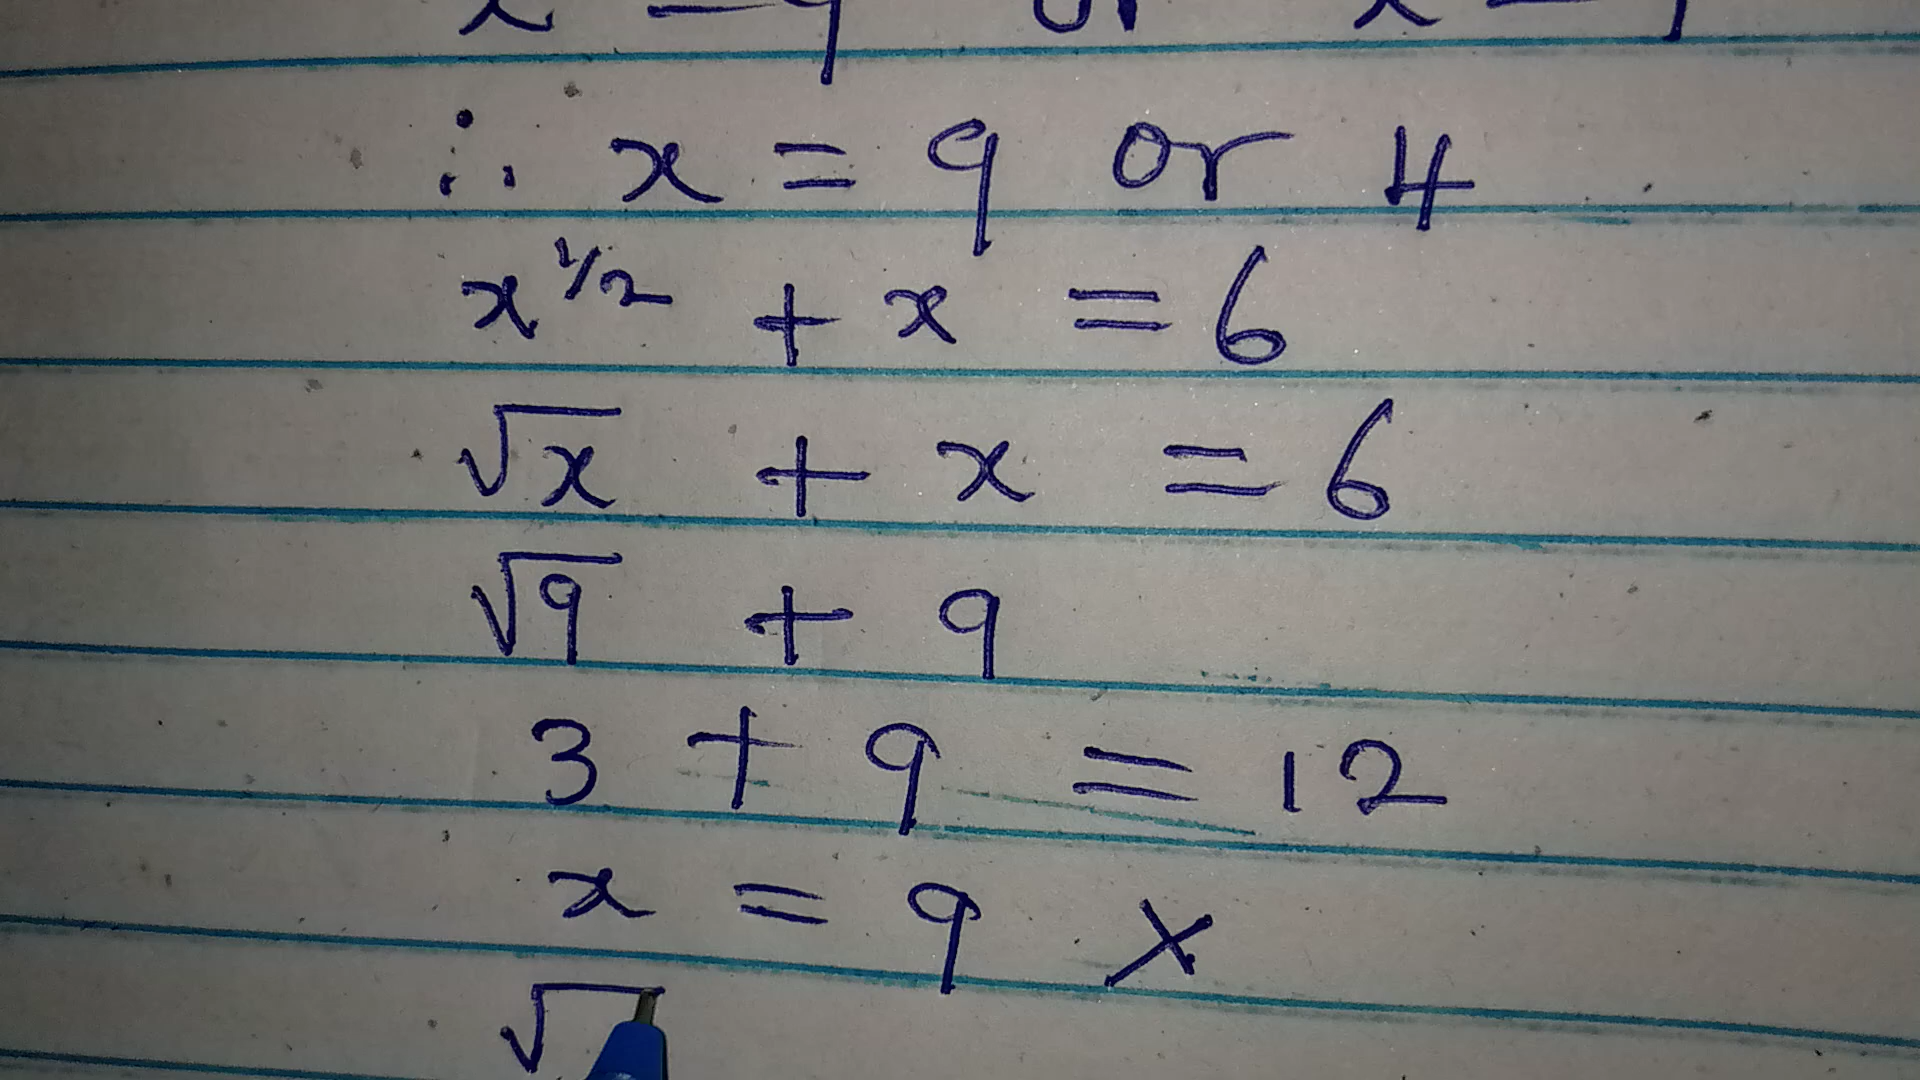 ∴ x = 9 or 4
x^1/2 + x = 6
√x + x = 6
√9 + 9
3 + 9 = 12
x = 9 ×
√